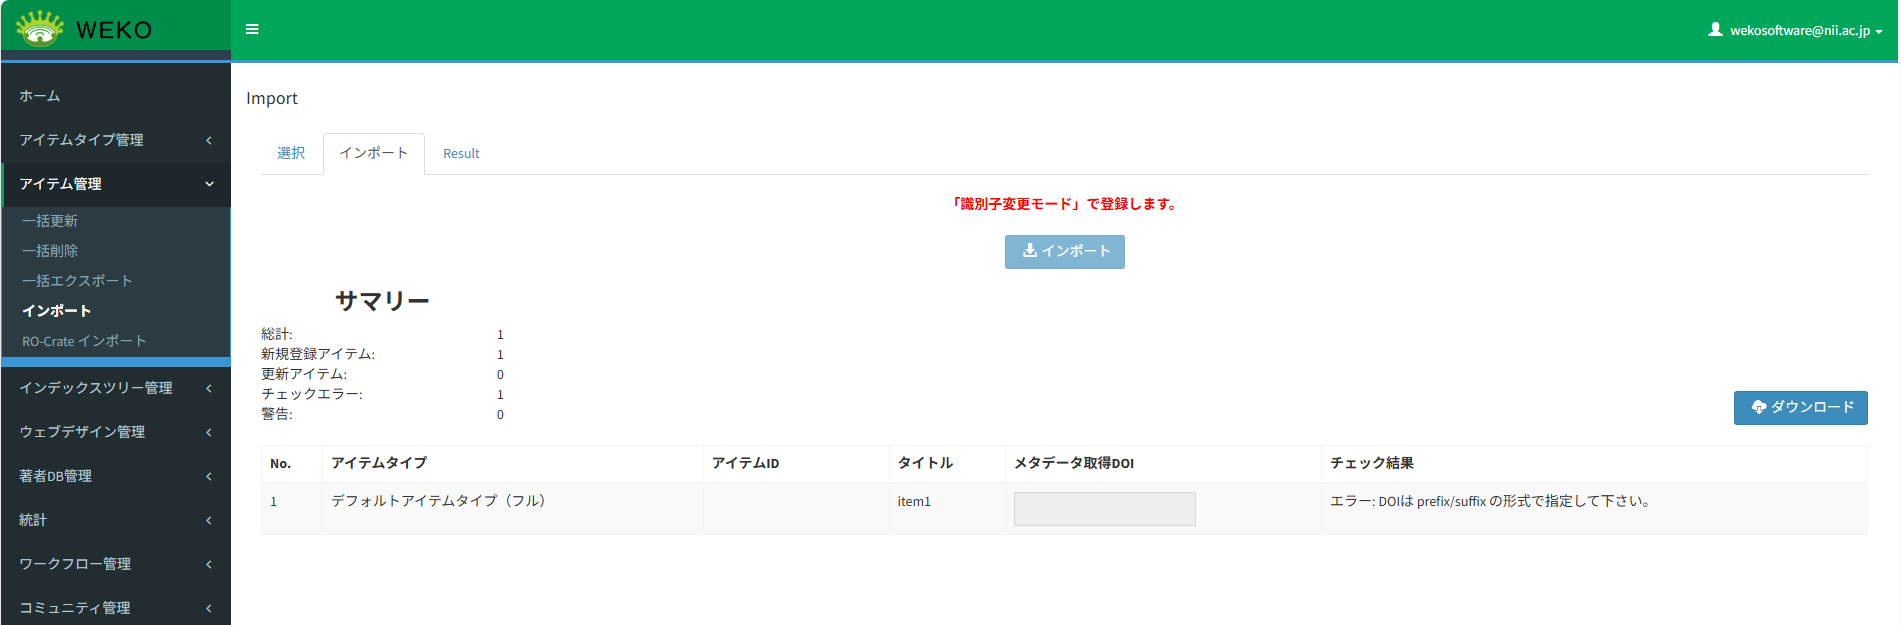 WEKO
wekosoftware@nii.ac.jp
ホーム
アイテムタイプ管理
アイテム管理
一括更新
一括削除
一括エクスポート
インポート
RO-Crate インポート
インデックスツリー管理
ウェブデザイン管理
著者DB管理
統計
ワークフロー管理
コミュニティ管理
Import
選択 インポート Result
「識別子変更モード」で登録します。
インポート
サマリー
総計: 1
新規登録アイテム: 1
更新アイテム: 0
チェックエラー: 1
警告: 0
ダウンロード
No. アイテムタイプ アイテムID タイトル メタデータ取得DOI チェック結果
1 デフォルトアイテムタイプ（フル） item1 エラー: DOIは prefix/suffix の形式で指定して下さい。